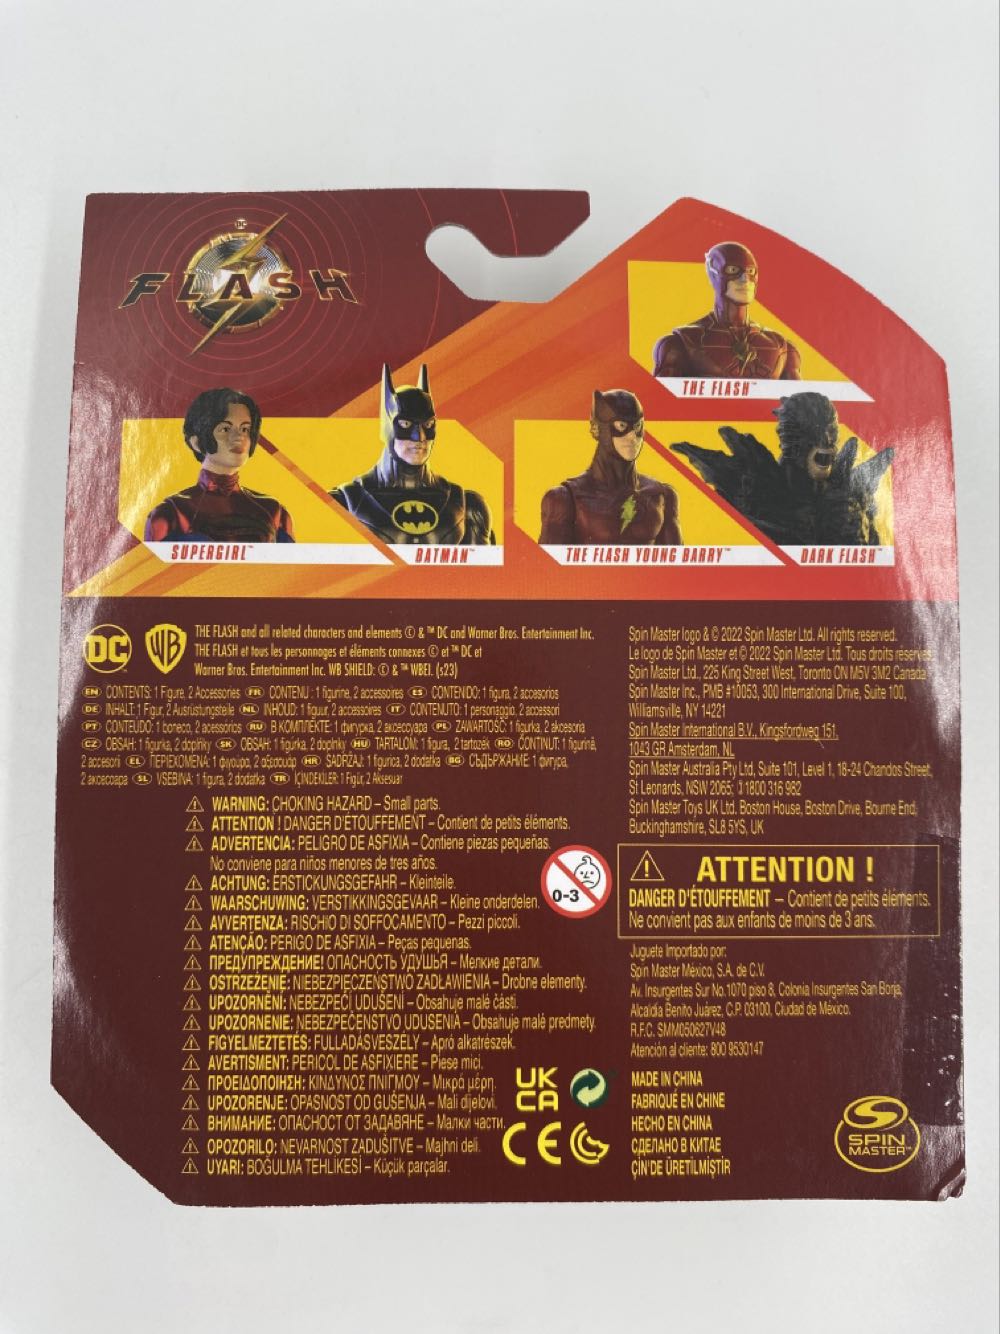 DC
FLASH
THE FLASH™
SUPERGIRL™
BATMAN™
THE FLASH YOUNG BARRY™
DARK FLASH™
DC
WB
THE FLASH and all related characters and elements © & ™ DC and Warner Bros. Entertainment Inc.
THE FLASH et tous les personnages et éléments connexes © et ™ DC et
Warner Bros. Entertainment Inc. WB SHIELD: © & ™ WBEI. (s23)
EN CONTENTS: 1 Figure, 2 Accessories FR CONTENU : 1 figurine, 2 accessoires ES CONTENIDO: 1 figura, 2 accesorios
DE INHALT: 1 Figur, 2 Ausrüstungsteile NL INHOUD: 1 figuur, 2 accessoires IT CONTENUTO: 1 personaggio, 2 accessori
PT CONTEÚDO: 1 boneco, 2 acessórios RU В КОМПЛЕКТЕ: 1 фигурка, 2 аксессуара PL ZAWARTOŚĆ: 1 figurka, 2 akcesoria
CZ OBSAH: 1 figurka, 2 doplňky SK OBSAH: 1 figúrka, 2 doplnky HU TARTALOM: 1 figura, 2 tartozék RO CONȚINUT: 1 figurină,
2 accesorii EL ΠΕΡΙΕΧΟΜΕΝΑ: 1 φιγούρα, 2 αξεσουάρ HR SADRŽAJ: 1 figurica, 2 dodatka BG СЪДЪРЖАНИЕ: 1 фигура,
2 аксесоара SL VSEBINA: 1 figura, 2 dodatka TR İÇİNDEKİLER: 1 Figür, 2 Aksesuar
WARNING: CHOKING HAZARD – Small parts.
ATTENTION ! DANGER D'ÉTOUFFEMENT – Contient de petits éléments.
ADVERTENCIA: PELIGRO DE ASFIXIA – Contiene piezas pequeñas.
No conviene para niños menores de tres años.
ACHTUNG: ERSTICKUNGSGEFAHR – Kleinteile.
WAARSCHUWING: VERSTIKKINGSGEVAAR – Kleine onderdelen.
AVVERTENZA: RISCHIO DI SOFFOCAMENTO – Pezzi piccoli.
ATENÇÃO: PERIGO DE ASFIXIA – Peças pequenas.
ПРЕДУПРЕЖДЕНИЕ! ОПАСНОСТЬ УДУШЬЯ – Мелкие детали.
OSTRZEŻENIE: NIEBEZPIECZEŃSTWO ZADŁAWIENIA – Drobne elementy.
UPOZORNĚNÍ: NEBEZPEČÍ UDUŠENÍ – Obsahuje malé části.
UPOZORNENIE: NEBEZPEČENSTVO UDUSENIA – Obsahuje malé predmety.
FIGYELMEZTETÉS: FULLADÁSVESZÉLY – Apró alkatrészek.
AVERTISMENT: PERICOL DE ASFIXIERE – Piese mici.
ΠΡΟΕΙΔΟΠΟΙΗΣΗ: ΚΙΝΔΥΝΟΣ ΠΝΙΓΜΟΥ – Μικρά μέρη.
UPOZORENJE: OPASNOST OD GUŠENJA – Mali dijelovi.
ВНИМАНИЕ: ОПАСНОСТ ОТ ЗАДАВЯНЕ – Малки части.
OPOZORILO: NEVARNOST ZADUŠITVE – Majhni deli.
UYARI: BOĞULMA TEHLİKESİ – Küçük parçalar.
0-3
UK
CA
CE
Spin Master logo & © 2022 Spin Master Ltd. All rights reserved.
Le logo de Spin Master et © 2022 Spin Master Ltd. Tous droits réservés.
Spin Master Ltd., 225 King Street West, Toronto ON M5V 3M2 Canada
Spin Master Inc., PMB #10053, 300 International Drive, Suite 100,
Williamsville, NY 14221
Spin Master International B.V., Kingsfordweg 151,
1043 GR Amsterdam, NL
Spin Master Australia Pty Ltd, Suite 101, Level 1, 18-24 Chandos Street,
St Leonards, NSW 2065; 1800 316 982
Spin Master Toys UK Ltd. Boston House, Boston Drive, Bourne End,
Buckinghamshire, SL8 5YS, UK
ATTENTION !
DANGER D'ÉTOUFFEMENT – Contient de petits éléments.
Ne convient pas aux enfants de moins de 3 ans.
Juguete Importado por:
Spin Master México, S.A. de C.V.
Av. Insurgentes Sur No.1070 piso 8, Colonia Insurgentes San Borja,
Alcaldía Benito Juárez, C.P. 03100, Ciudad de México.
R.F.C. SMM050627V48
Atención al cliente: 800 9530147
MADE IN CHINA
FABRIQUÉ EN CHINE
HECHO EN CHINA
СДЕЛАНО В КИТАЕ
ÇİN'DE ÜRETİLMİŞTİR
SPIN
MASTER™